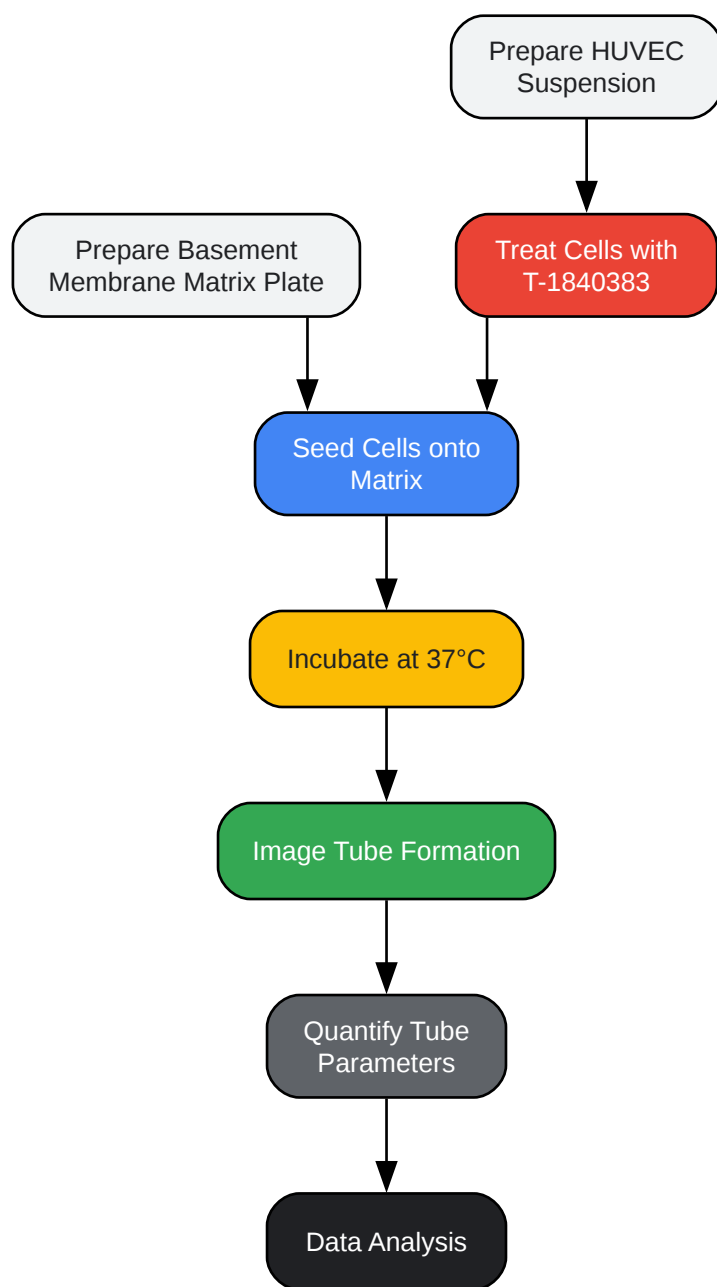 Prepare HUVEC
Suspension
Prepare Basement
Membrane Matrix Plate
Treat Cells with
T-1840383
Seed Cells onto
Matrix
Incubate at 37°C
Image Tube Formation
Quantify Tube
Parameters
Data Analysis